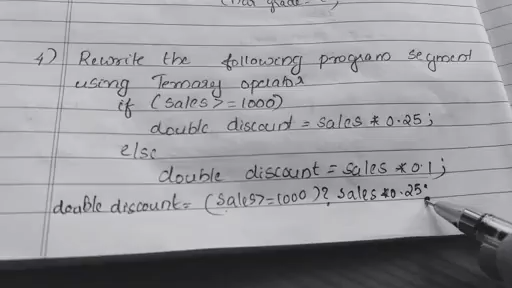 4) Rewrite the following program segment
using Ternary operator
if (sales>=1000)
double discount = sales * 0.25;
else
double discount = sales * 0.1;
double discount = (sales>=1000)? sales*0.25: